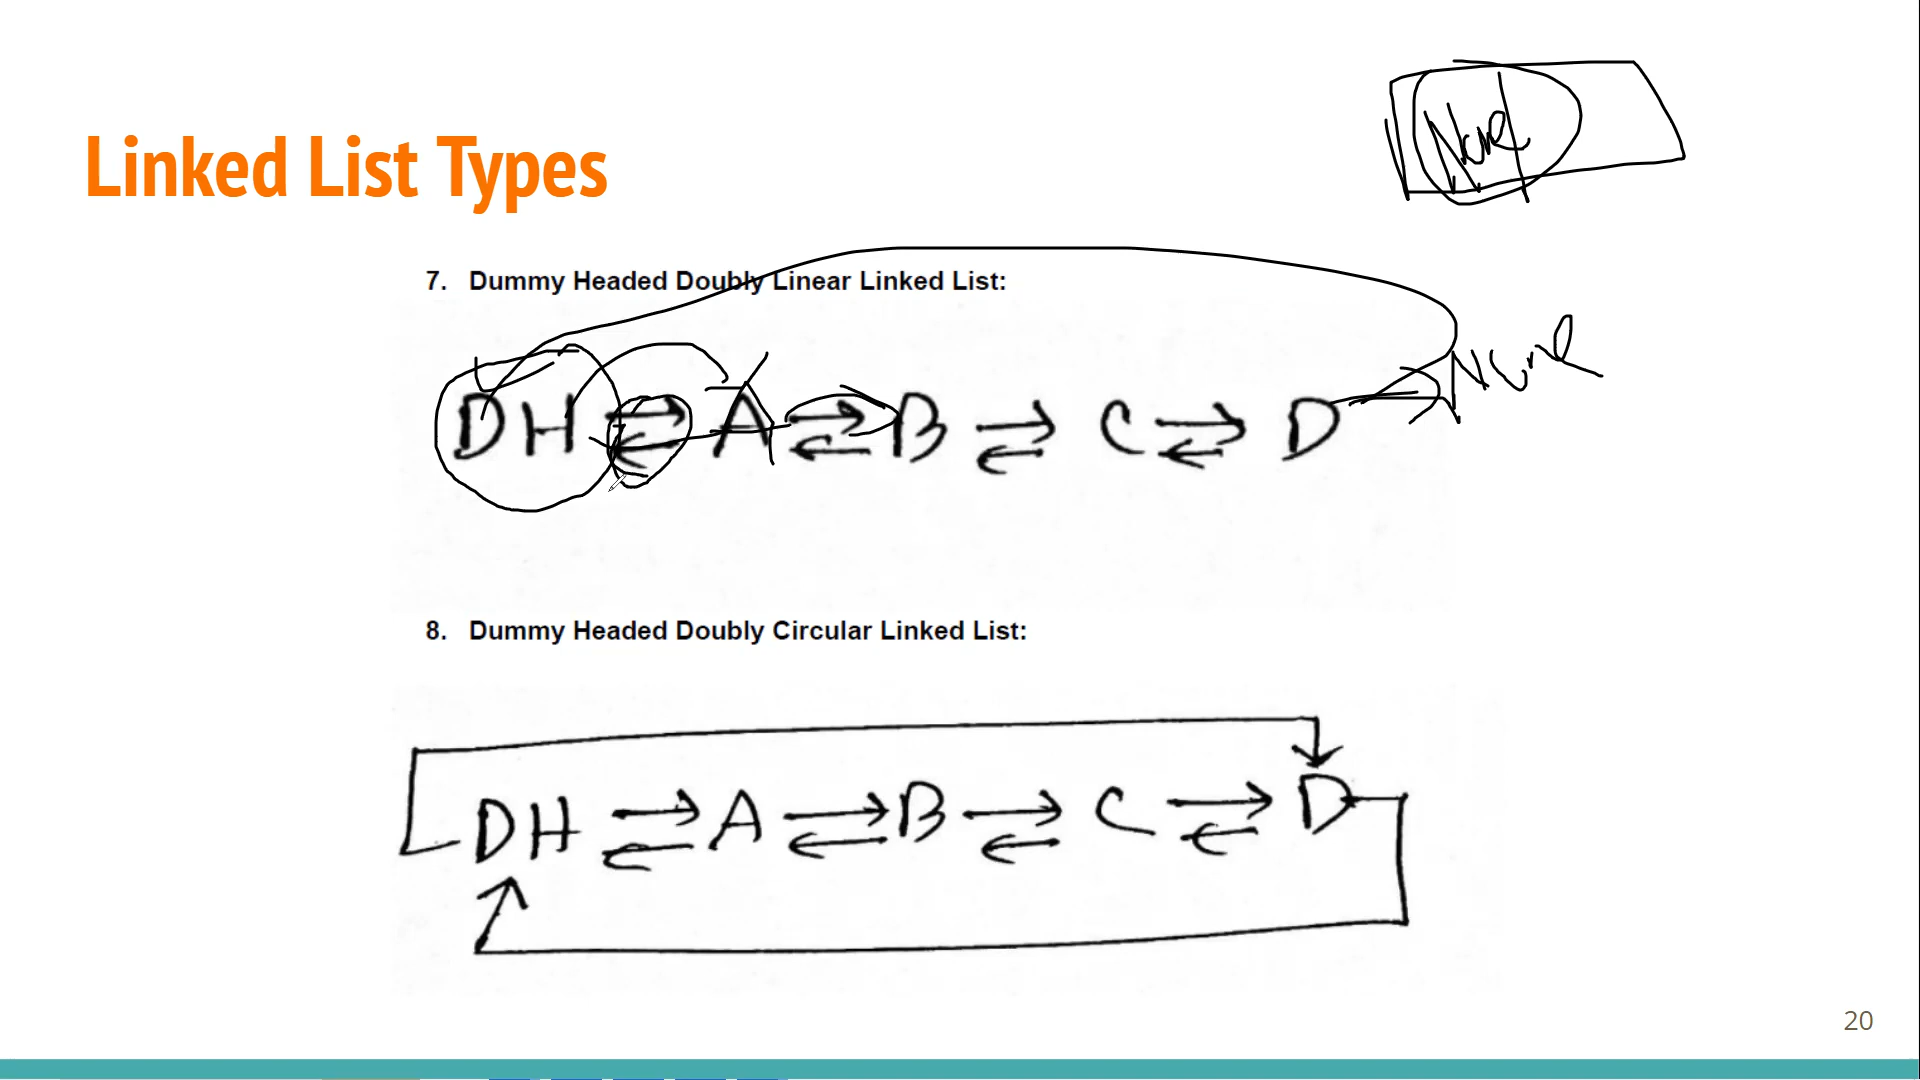 None
Linked List Types
7. Dummy Headed Doubly Linear Linked List:
None
DH A B C D
8. Dummy Headed Doubly Circular Linked List:
DH A B C D
20